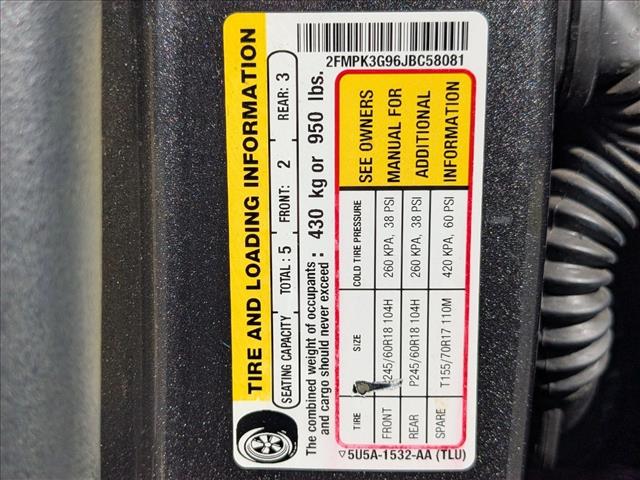 2FMPK3G96JBC58081
TIRE AND LOADING INFORMATION
SEATING CAPACITY TOTAL: 5 FRONT: 2 REAR: 3
The combined weight of occupants and cargo should never exceed : 430 kg or 950 lbs.
TIRE SIZE COLD TIRE PRESSURE SEE OWNERS
FRONT 245/60R18 104H 260 KPA, 38 PSI MANUAL FOR
REAR P245/60R18 104H 260 KPA, 38 PSI ADDITIONAL
SPARE T155/70R17 110M 420 KPA, 60 PSI INFORMATION
▽5U5A-1532-AA (TLU)